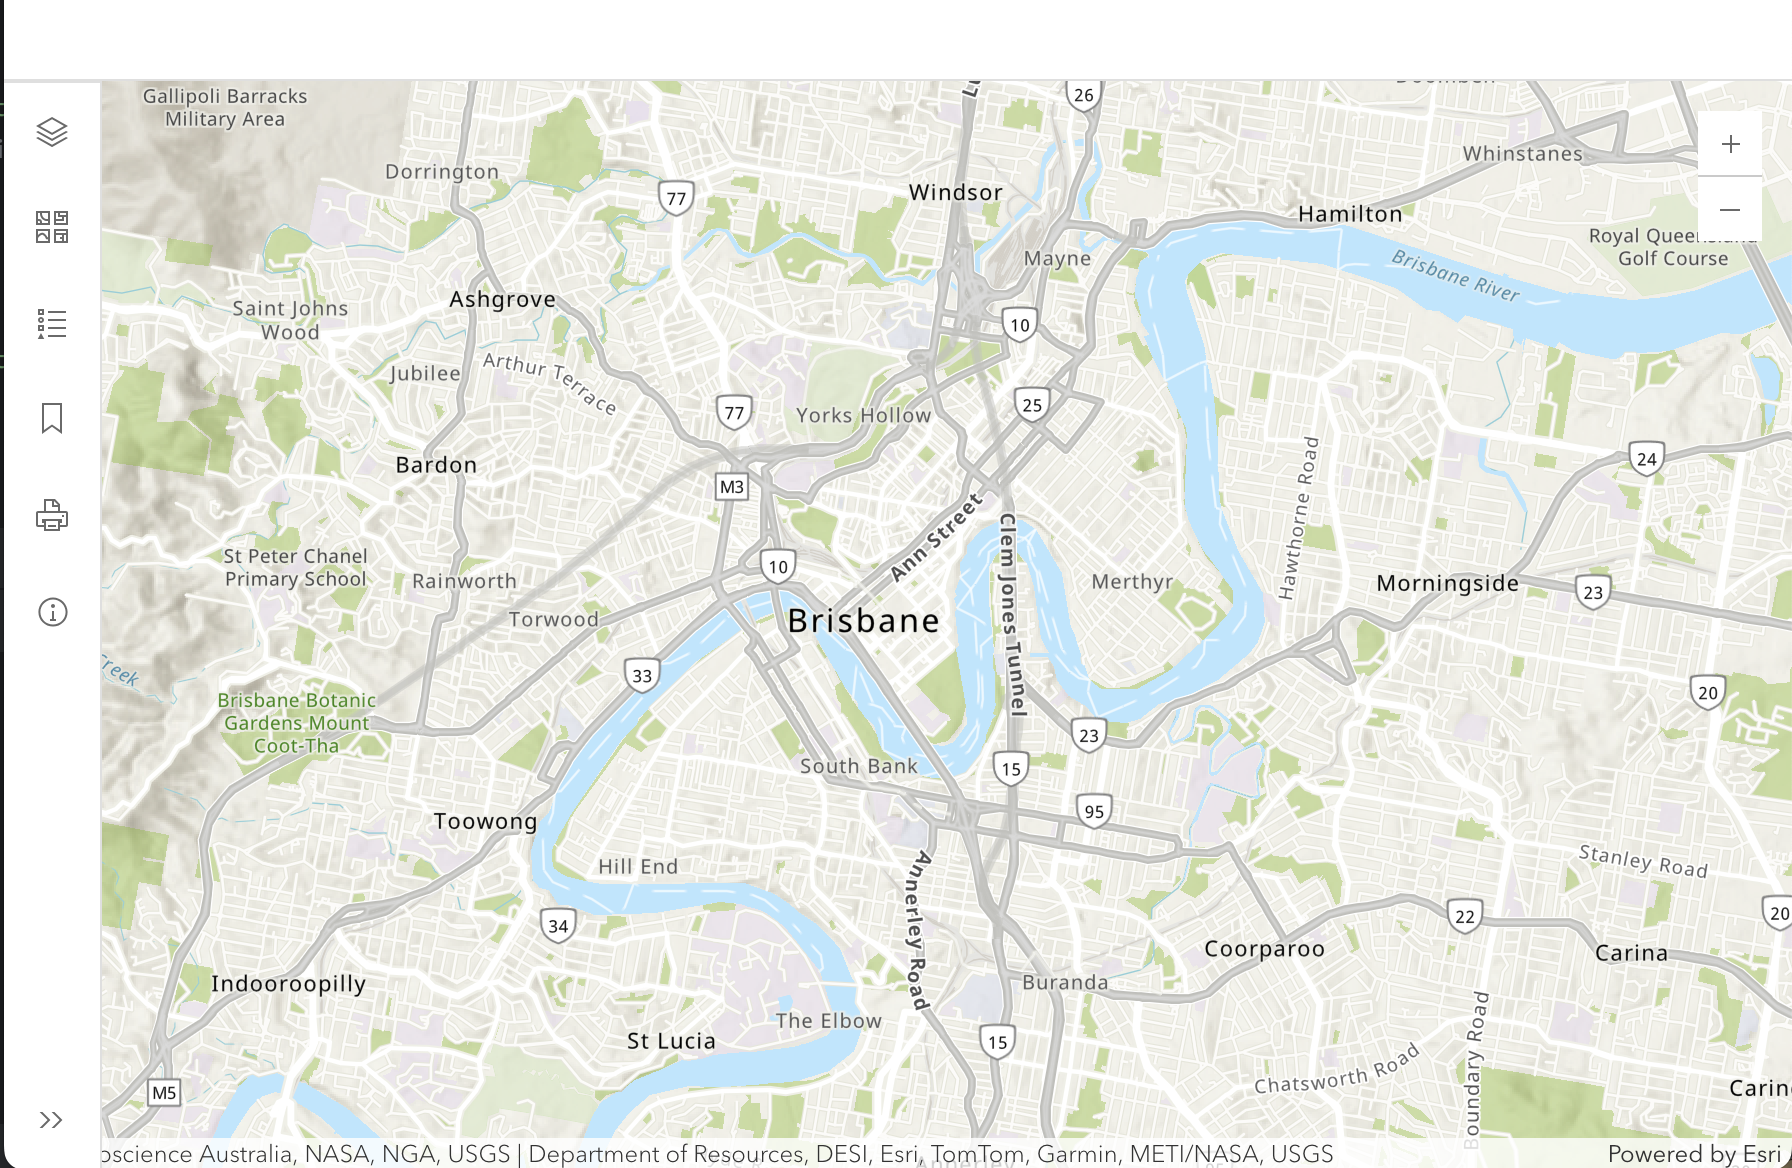 Gallipoli Barracks
Military Area
26
Dorrington
77
Windsor
Whinstanes
Hamilton
Royal Queensland
Golf Course
Mayne
Brisbane River
Ashgrove
Saint Johns
Wood
10
Jubilee
Arthur Terrace
77
Yorks Hollow
25
Bardon
M3
24
Hawthorne Road
Ann Street
Clem Jones Tunnel
St Peter Chanel
Primary School
Rainworth
10
Merthyr
Morningside
23
Torwood
Brisbane
33
Creek
Brisbane Botanic
Gardens Mount
Coot-Tha
20
23
South Bank
15
95
Toowong
Hill End
Stanley Road
Annerley Road
34
22
20
Coorparoo
Carina
Indooroopilly
Buranda
The Elbow
St Lucia
15
Boundary Road
Chatsworth Road
M5
Carin
oscience Australia, NASA, NGA, USGS | Department of Resources, DESI, Esri, TomTom, Garmin, METI/NASA, USGS
Powered by Esri